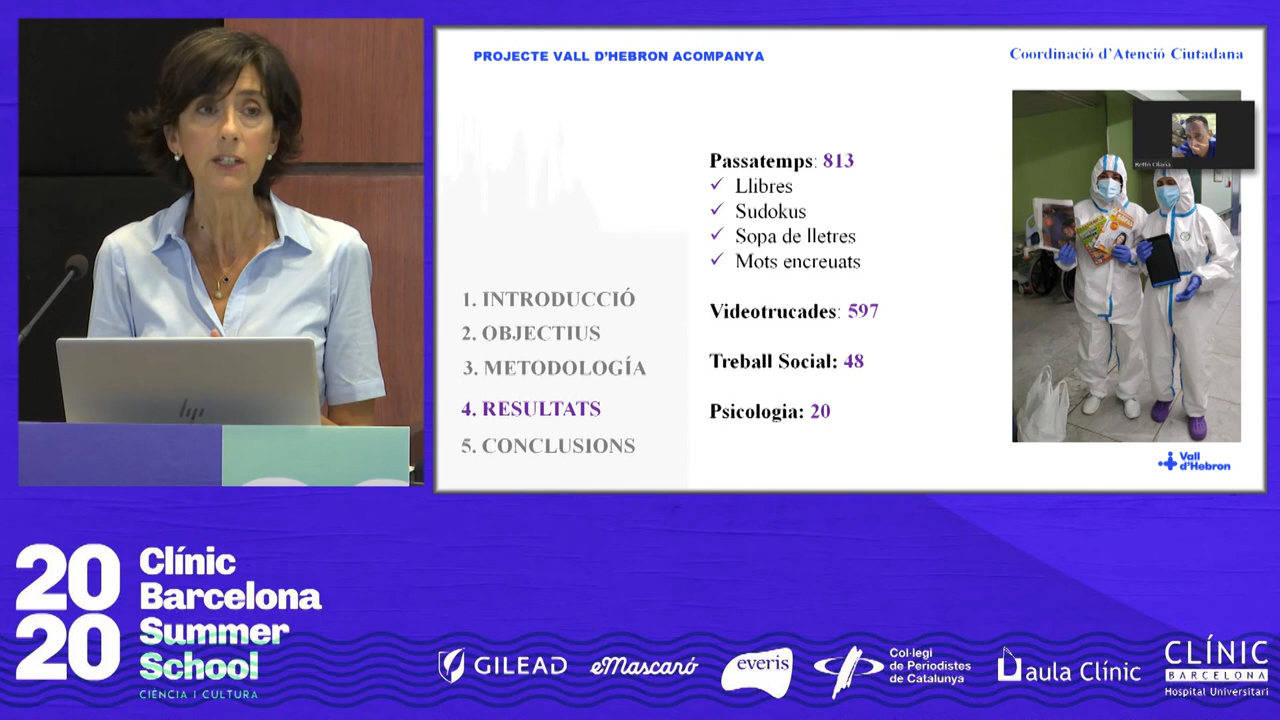 PROJECTE VALL D'HEBRON ACOMPANYA
Coordinació d'Atenció Ciutadana
Passatemps: 813
✓ Llibres
✓ Sudokus
✓ Sopa de lletres
✓ Mots encreuats
Videotrucades: 597
Treball Social: 48
Psicologia: 20
1. INTRODUCCIÓ
2. OBJECTIUS
3. METODOLOGÍA
4. RESULTATS
5. CONCLUSIONS
Vall
d'Hebron
hp
2020
Clínic
Barcelona
Summer
School
CIÈNCIA I CULTURA
GILEAD
eMascaró
everis
Col·legi
de Periodistes
de Catalunya
aula Clínic
CLÍNIC
BARCELONA
Hospital Universitari